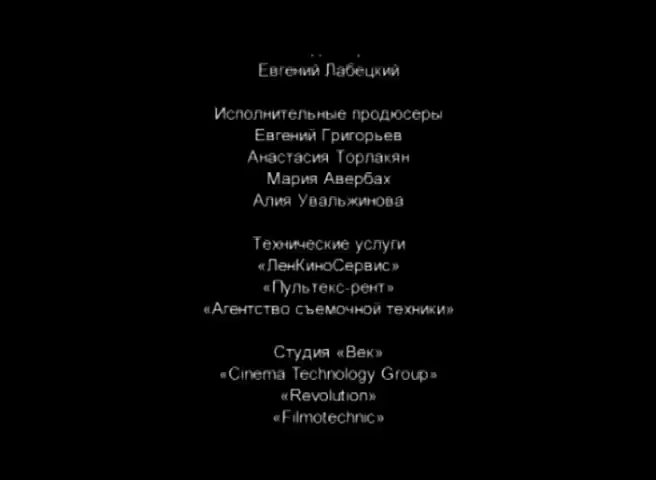 Евгений Лабецкий
Исполнительные продюсеры
Евгений Григорьев
Анастасия Торлакян
Мария Авербах
Алия Увальжинова
Технические услуги
«ЛенКиноСервис»
«Пультекс-рент»
«Агентство съемочной техники»
Студия «Век»
«Cinema Technology Group»
«Revolution»
«Filmotechnic»